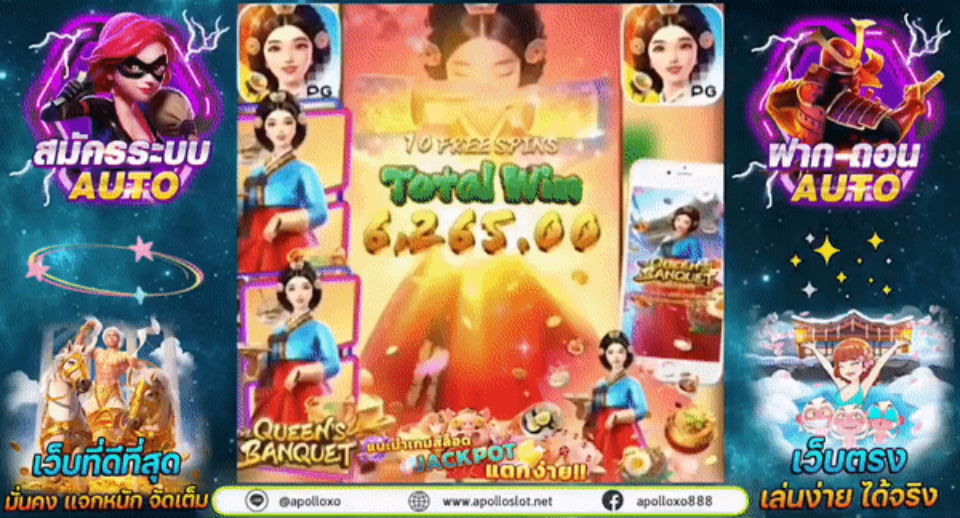 PG
PG
สมัครระบบ
AUTO
10 FREE SPINS
Total Win
6,265.00
ฝาก-ถอน
AUTO
QUEEN'S
BANQUET
QUEEN'S
BANQUET
แนะนำเกมสล็อต
JACKPOT
แตกง่าย!!
เว็บที่ดีที่สุด
มั่นคง แจกหนัก จัดเต็ม
เว็บตรง
เล่นง่าย ได้จริง
@apolloxo
www.apolloslot.net
apolloxo888